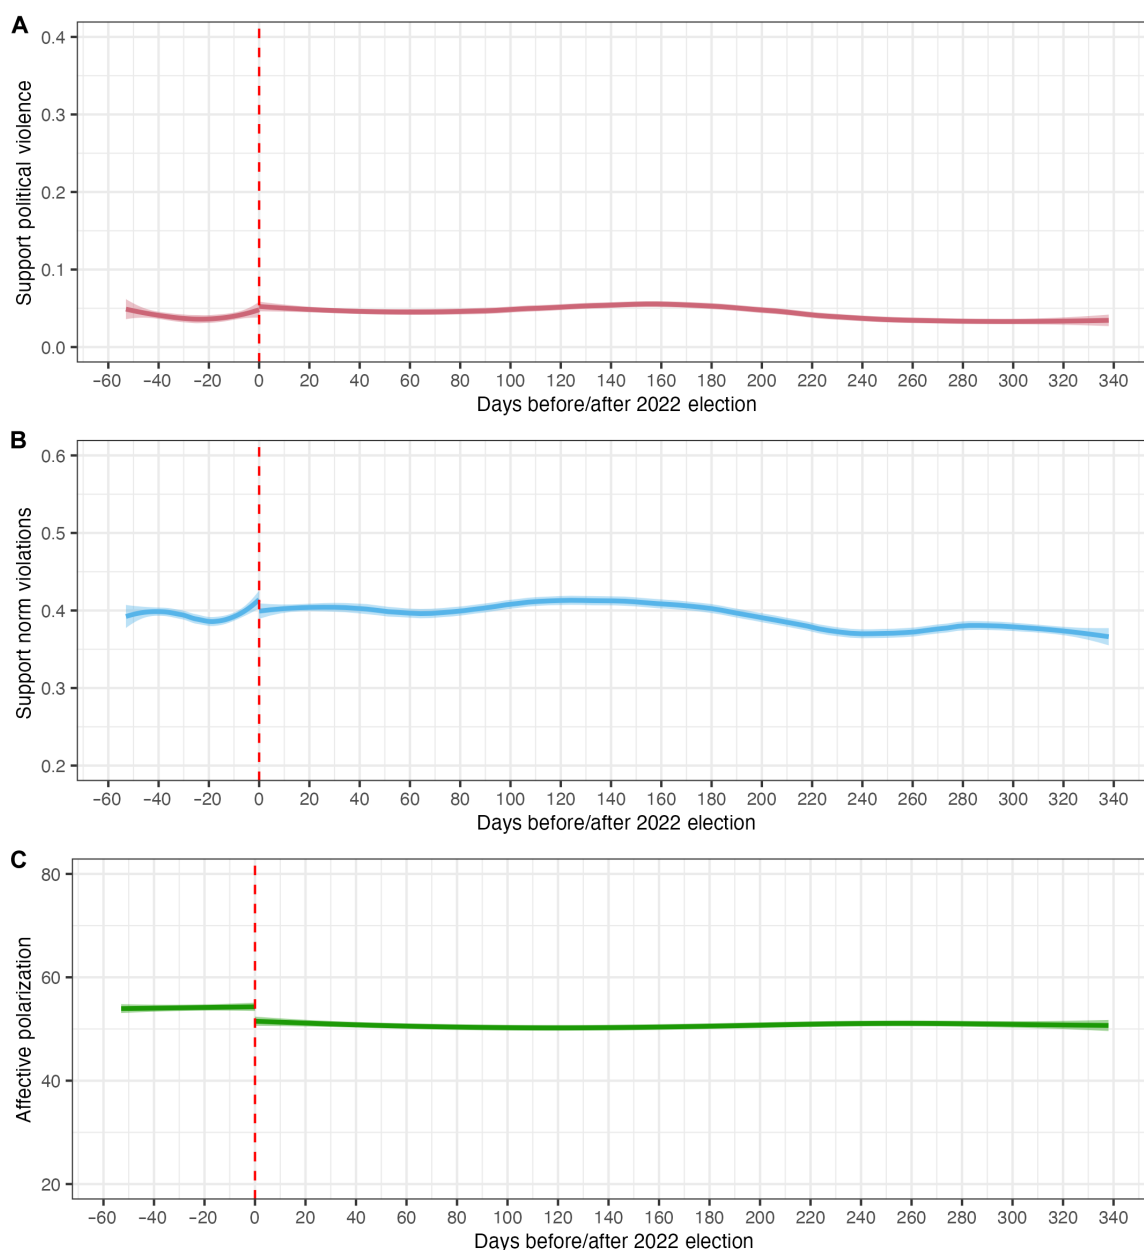 A
Support political violence
0.4
0.3
0.2
0.1
0.0
−60 −40 −20 0 20 40 60 80 100 120 140 160 180 200 220 240 260 280 300 320 340
Days before/after 2022 election
B
Support norm violations
0.6
0.5
0.4
0.3
0.2
−60 −40 −20 0 20 40 60 80 100 120 140 160 180 200 220 240 260 280 300 320 340
Days before/after 2022 election
C
Affective polarization
80
60
40
20
−60 −40 −20 0 20 40 60 80 100 120 140 160 180 200 220 240 260 280 300 320 340
Days before/after 2022 election